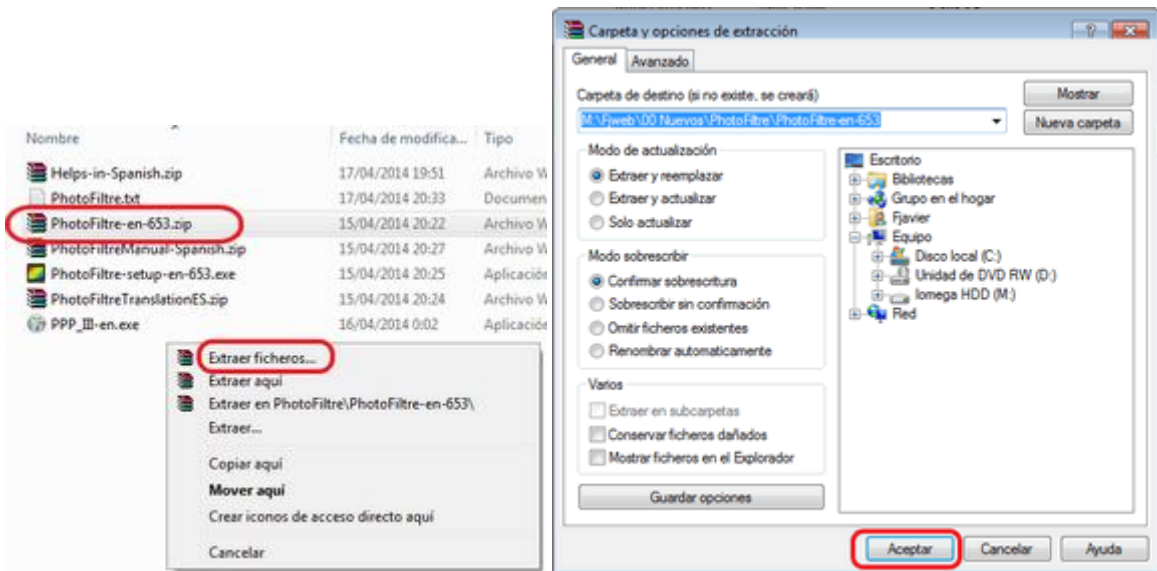 Nombre Fecha de modifica... Tipo
Helps-in-Spanish.zip 17/04/2014 19:51 Archivo W
PhotoFiltre.txt 17/04/2014 20:33 Documen
PhotoFiltre-en-653.zip 15/04/2014 20:22 Archivo W
PhotoFiltreManual-Spanish.zip 15/04/2014 20:27 Archivo W
PhotoFiltre-setup-en-653.exe 15/04/2014 20:25 Aplicación
PhotoFiltreTranslationES.zip 15/04/2014 20:24 Archivo W
PPP_III-en.exe 16/04/2014 0:02 Aplicación
Extraer ficheros...
Extraer aquí
Extraer en PhotoFiltre\PhotoFiltre-en-653\
Extraer...
Copiar aquí
Mover aquí
Crear iconos de acceso directo aquí
Cancelar
Carpeta y opciones de extracción
General Avanzado
Carpeta de destino (si no existe, se creará)
Mostrar
M:\Fjweb\00 Nuevos\PhotoFiltre\PhotoFiltre-en-653
Nueva carpeta
Modo de actualización
Extraer y reemplazar
Extraer y actualizar
Solo actualizar
Modo sobrescribir
Confirmar sobrescritura
Sobrescribir sin confirmación
Omitir ficheros existentes
Renombrar automaticamente
Varios
Extraer en subcarpetas
Conservar ficheros dañados
Mostrar ficheros en el Explorador
Guardar opciones
Escritorio
Bibliotecas
Grupo en el hogar
Fjavier
Equipo
Disco local (C:)
Unidad de DVD RW (D:)
Iomega HDD (M:)
Red
Aceptar Cancelar Ayuda